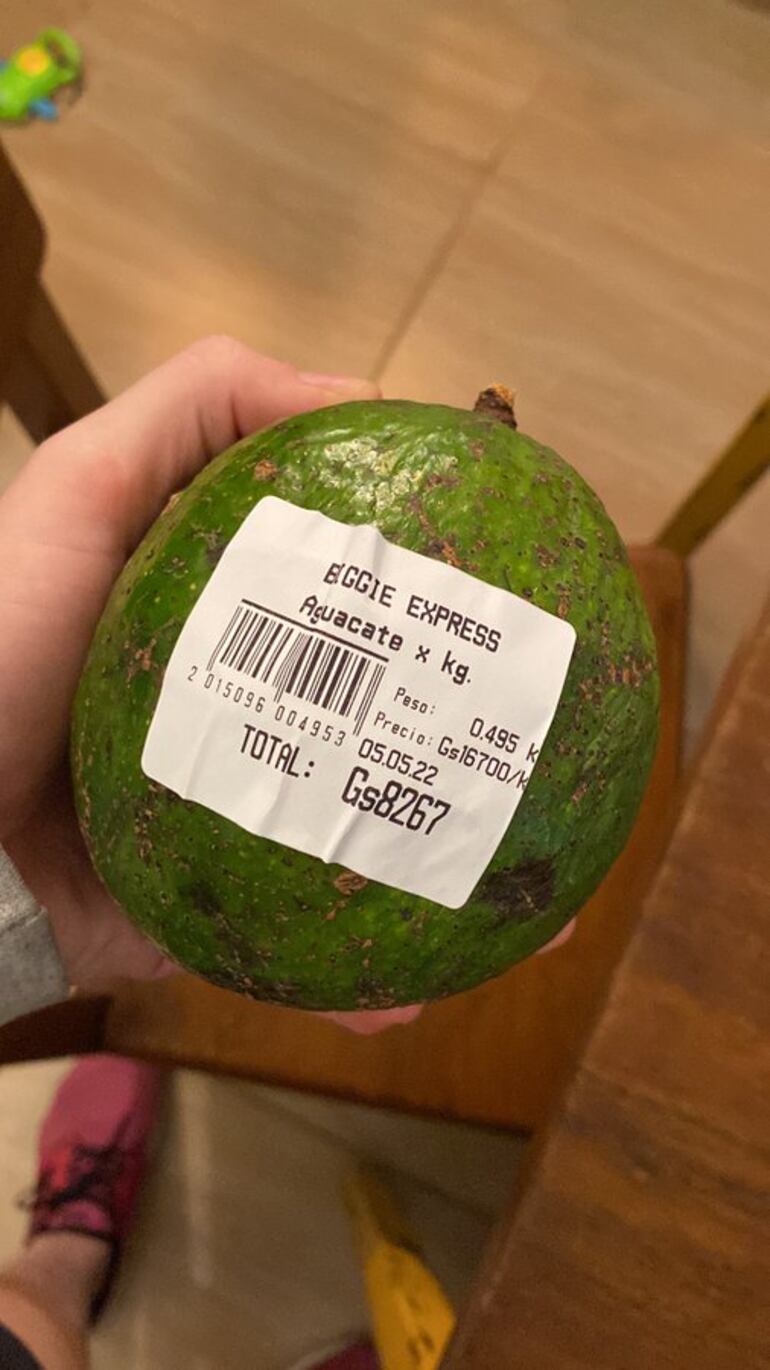 BIGGIE EXPRESS
Aguacate x kg.
Peso: 0.495 k
Precio: Gs16700/k
2 015096 004953
05.05.22
TOTAL: Gs8267